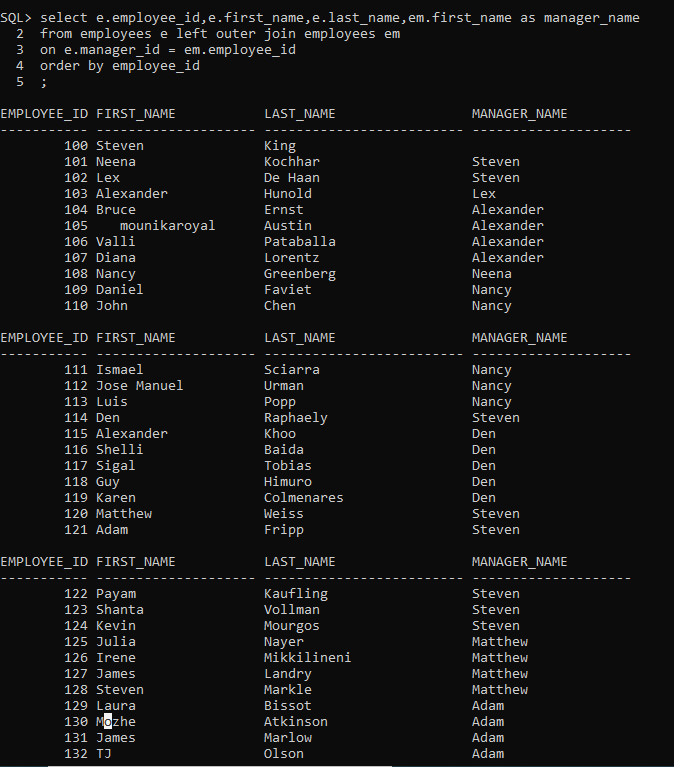 SQL> select e.employee_id,e.first_name,e.last_name,em.first_name as manager_name
2 from employees e left outer join employees em
3 on e.manager_id = em.employee_id
4 order by employee_id
5 ;
EMPLOYEE_ID FIRST_NAME LAST_NAME MANAGER_NAME
----------- -------------------- ------------------------- --------------------
100 Steven King
101 Neena Kochhar Steven
102 Lex De Haan Steven
103 Alexander Hunold Lex
104 Bruce Ernst Alexander
105 mounikaroyal Austin Alexander
106 Valli Pataballa Alexander
107 Diana Lorentz Alexander
108 Nancy Greenberg Neena
109 Daniel Faviet Nancy
110 John Chen Nancy
EMPLOYEE_ID FIRST_NAME LAST_NAME MANAGER_NAME
----------- -------------------- ------------------------- --------------------
111 Ismael Sciarra Nancy
112 Jose Manuel Urman Nancy
113 Luis Popp Nancy
114 Den Raphaely Steven
115 Alexander Khoo Den
116 Shelli Baida Den
117 Sigal Tobias Den
118 Guy Himuro Den
119 Karen Colmenares Den
120 Matthew Weiss Steven
121 Adam Fripp Steven
EMPLOYEE_ID FIRST_NAME LAST_NAME MANAGER_NAME
----------- -------------------- ------------------------- --------------------
122 Payam Kaufling Steven
123 Shanta Vollman Steven
124 Kevin Mourgos Steven
125 Julia Nayer Matthew
126 Irene Mikkilineni Matthew
127 James Landry Matthew
128 Steven Markle Matthew
129 Laura Bissot Adam
130 Mozhe Atkinson Adam
131 James Marlow Adam
132 TJ Olson Adam